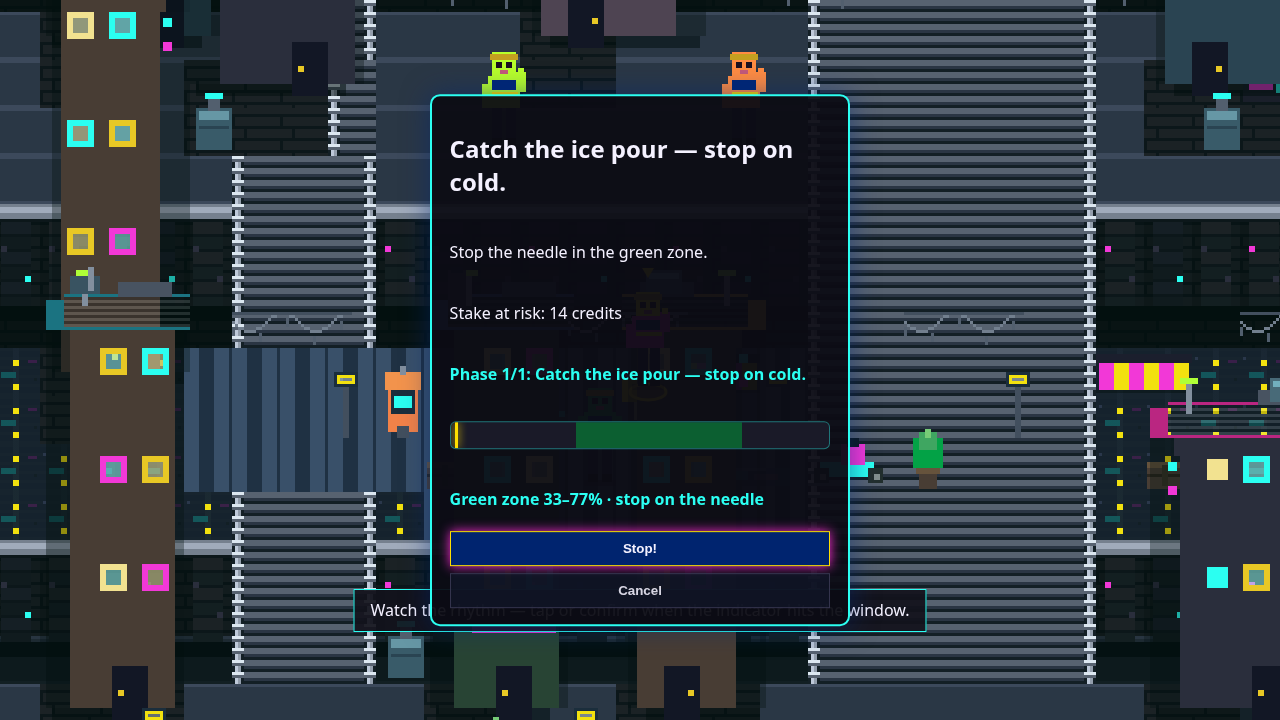 Catch the ice pour — stop on
cold.
Stop the needle in the green zone.
Stake at risk: 14 credits
Phase 1/1: Catch the ice pour — stop on cold.
Green zone 33–77% · stop on the needle
Stop!
Cancel
Watch the rhythm — tap or confirm when the indicator hits the window.